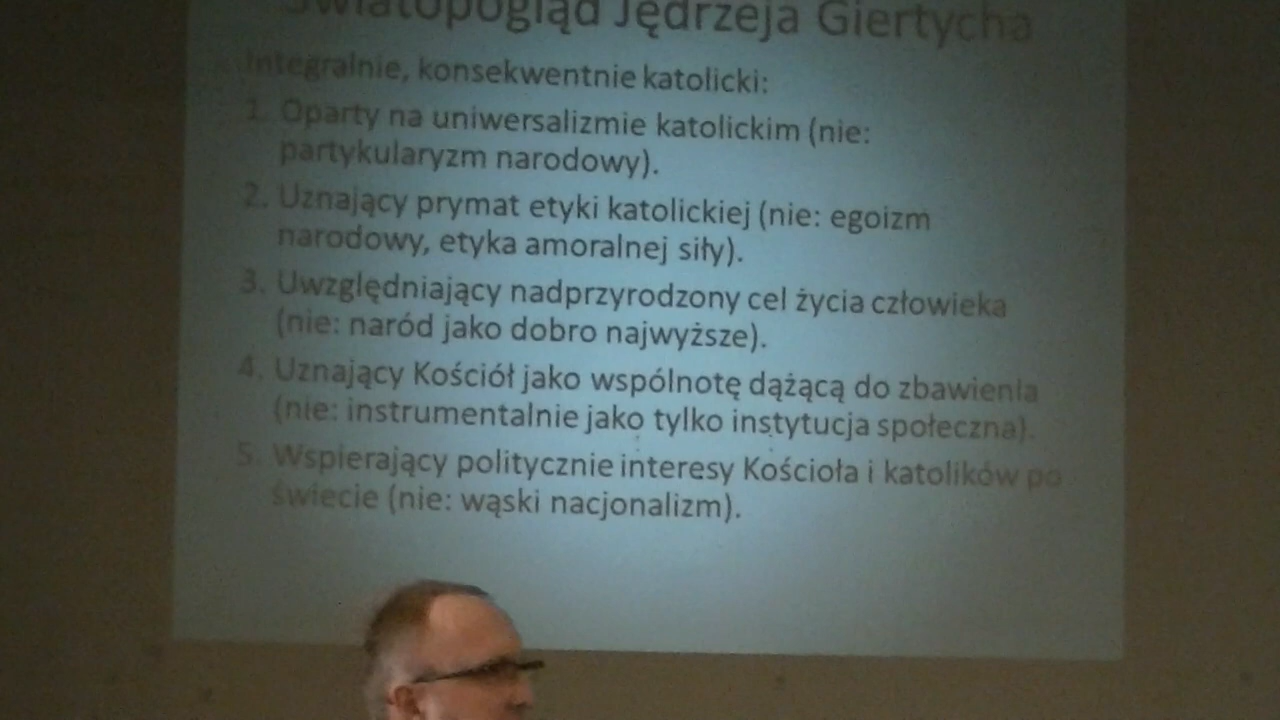 Światopogląd Jędrzeja Giertycha
Integralnie, konsekwentnie katolicki:
1. Oparty na uniwersalizmie katolickim (nie:
partykularyzm narodowy).
2. Uznający prymat etyki katolickiej (nie: egoizm
narodowy, etyka amoralnej siły).
3. Uwzględniający nadprzyrodzony cel życia człowieka
(nie: naród jako dobro najwyższe).
4. Uznający Kościół jako wspólnotę dążącą do zbawienia
(nie: instrumentalnie jako tylko instytucja społeczna).
5. Wspierający politycznie interesy Kościoła i katolików po
świecie (nie: wąski nacjonalizm).